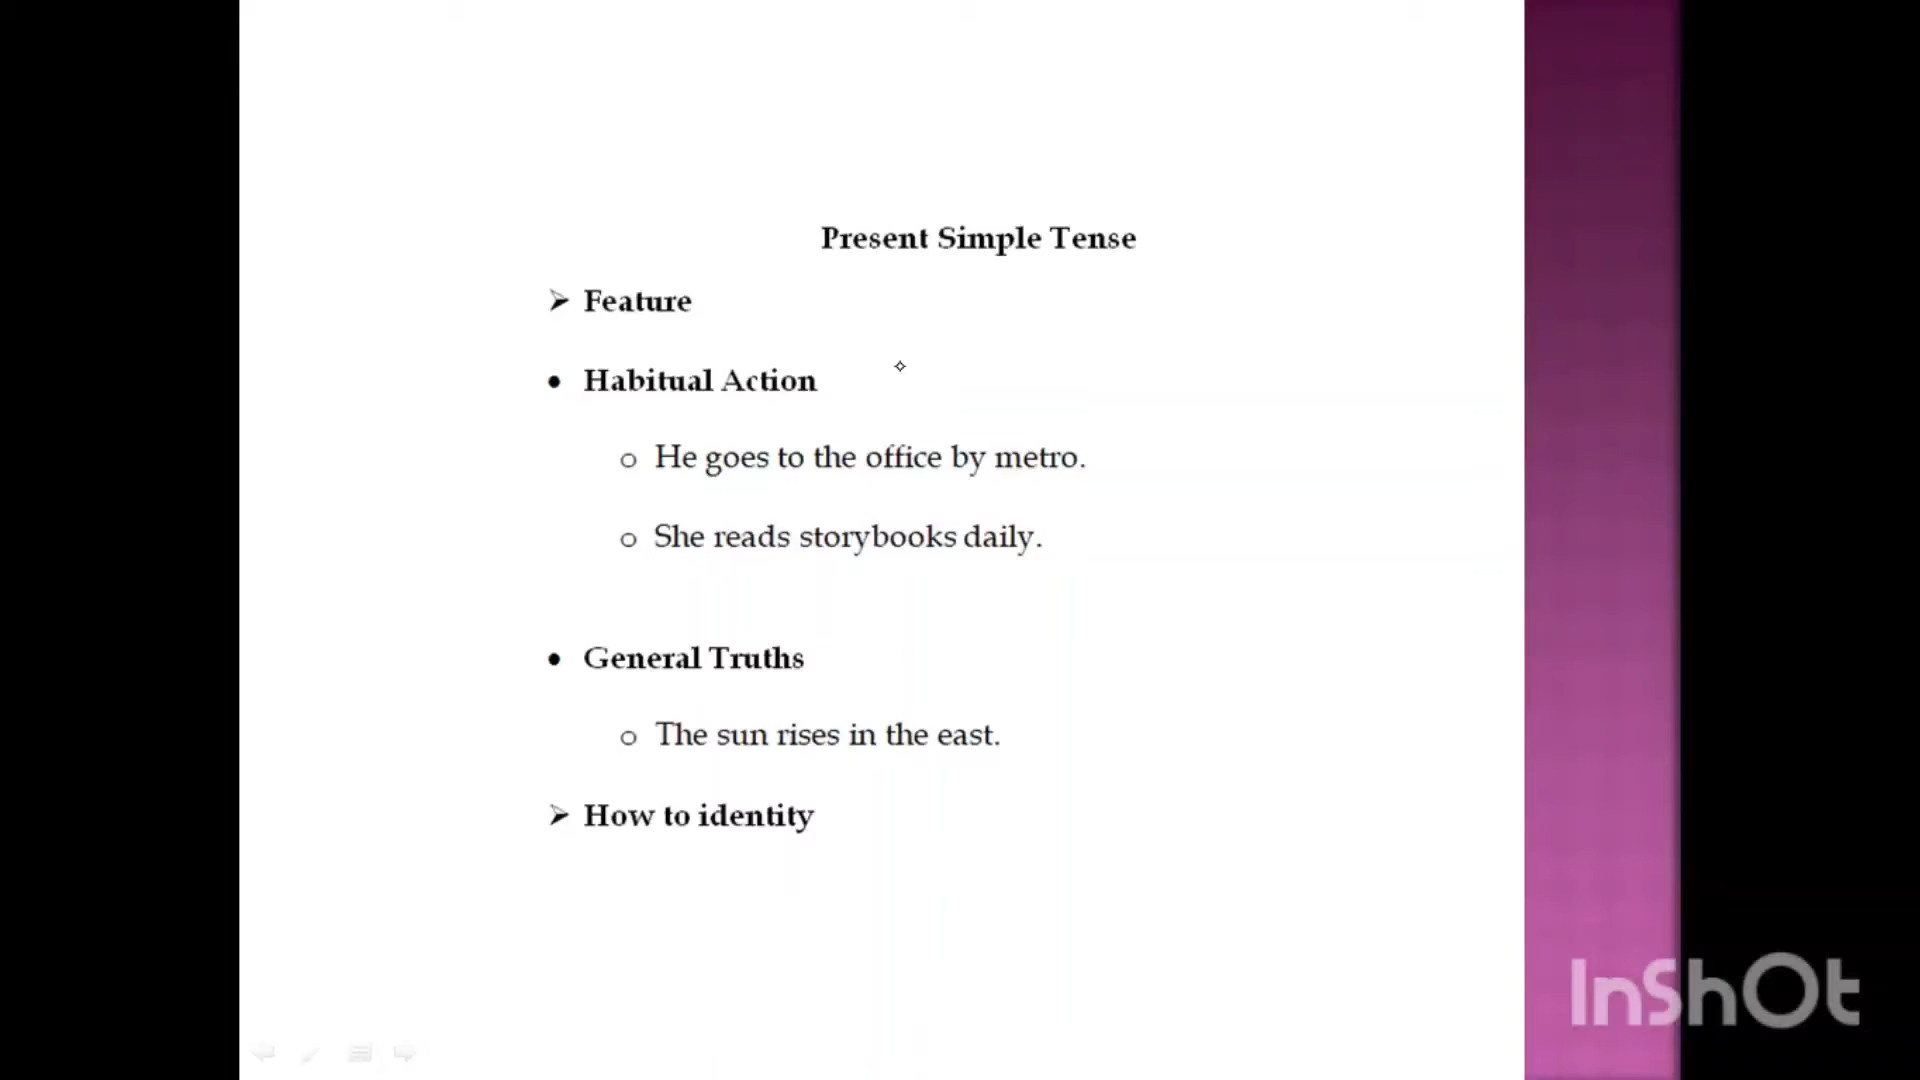 Present Simple Tense
➢ Feature
• Habitual Action
o He goes to the office by metro.
o She reads storybooks daily.
• General Truths
o The sun rises in the east.
➢ How to identity
InShOt